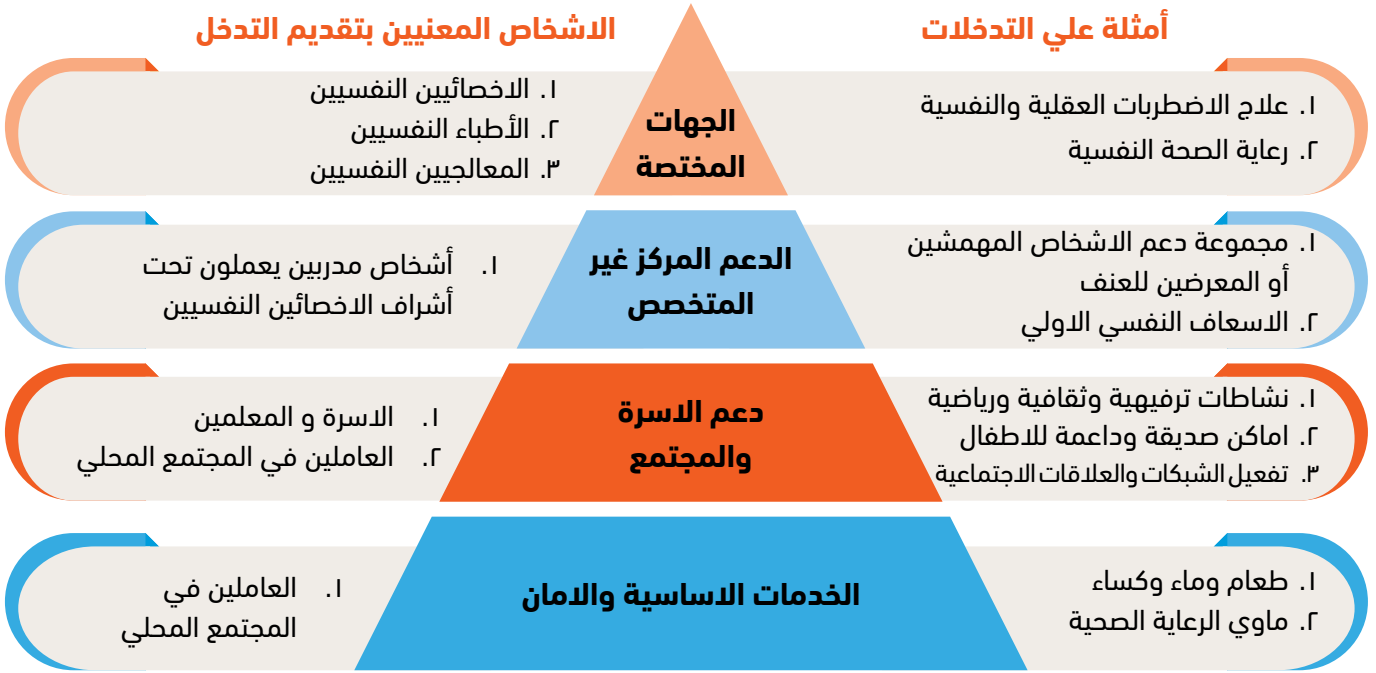 أمثلة علي التدخلات
الاشخاص المعنيين بتقديم التدخل
١. علاج الاضطربات العقلية والنفسية
٢. رعاية الصحة النفسية
الجهات
المختصة
١. الاخصائيين النفسيين
٢. الأطباء النفسيين
٣. المعالجيين النفسيين
١. مجموعة دعم الاشخاص المهمشين
أو المعرضين للعنف
٢. الاسعاف النفسي الاولي
الدعم المركز غير
المتخصص
١. أشخاص مدربين يعملون تحت
أشراف الاخصائين النفسيين
١. نشاطات ترفيهية وثقافية ورياضية
٢. اماكن صديقة وداعمة للاطفال
٣. تفعيل الشبكات والعلاقات الاجتماعية
دعم الاسرة
والمجتمع
١. الاسرة و المعلمين
٢. العاملين في المجتمع المحلي
١. طعام وماء وكساء
٢. ماوي الرعاية الصحية
الخدمات الاساسية والامان
١. العاملين في
المجتمع المحلي